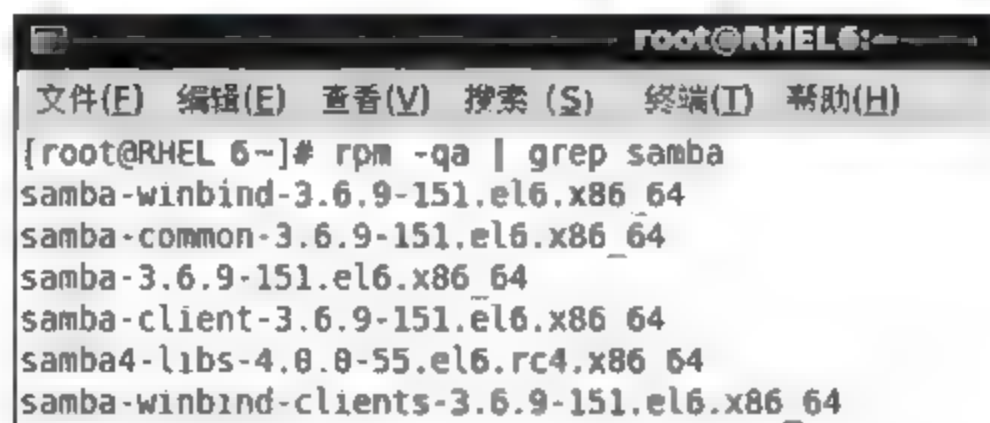 root@RHEL6:~
文件(F) 编辑(E) 查看(V) 搜索 (S) 终端(T) 帮助(H)
[root@RHEL 6~]# rpm -qa | grep samba
samba-winbind-3.6.9-151.el6.x86_64
samba-common-3.6.9-151.el6.x86_64
samba-3.6.9-151.el6.x86_64
samba-client-3.6.9-151.el6.x86_64
samba4-libs-4.0.0-55.el6.rc4.x86_64
samba-winbind-clients-3.6.9-151.el6.x86_64